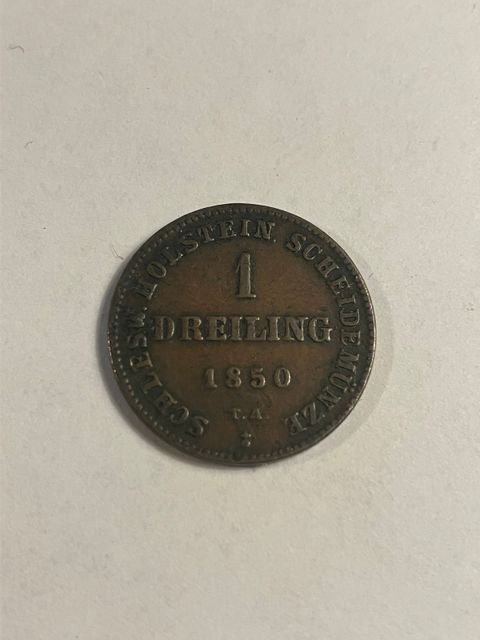 SCHLESW. HOLSTEIN. SCHEIDEMÜNZE
1
DREILING
1850
T.A.